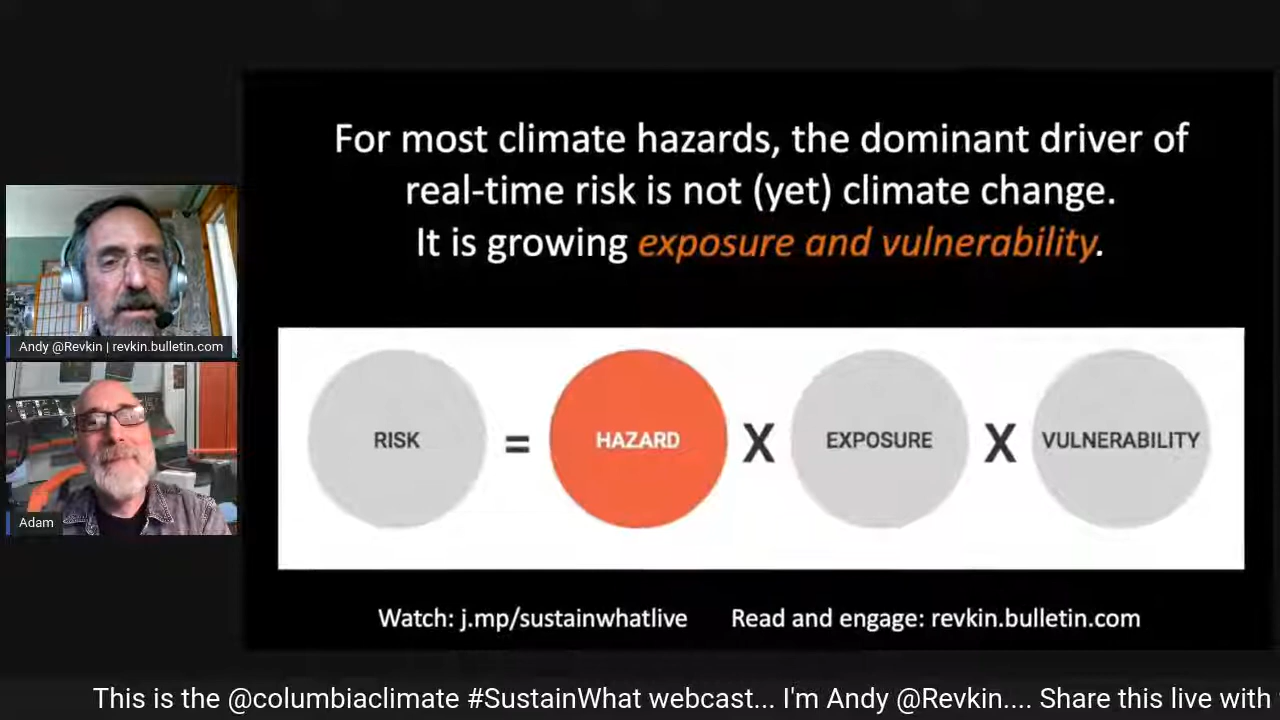 For most climate hazards, the dominant driver of
real-time risk is not (yet) climate change.
It is growing exposure and vulnerability.
Andy @Revkin | revkin.bulletin.com
Adam
RISK = HAZARD X EXPOSURE X VULNERABILITY
Watch: j.mp/sustainwhatlive Read and engage: revkin.bulletin.com
This is the @columbiaclimate #SustainWhat webcast... I'm Andy @Revkin.... Share this live with